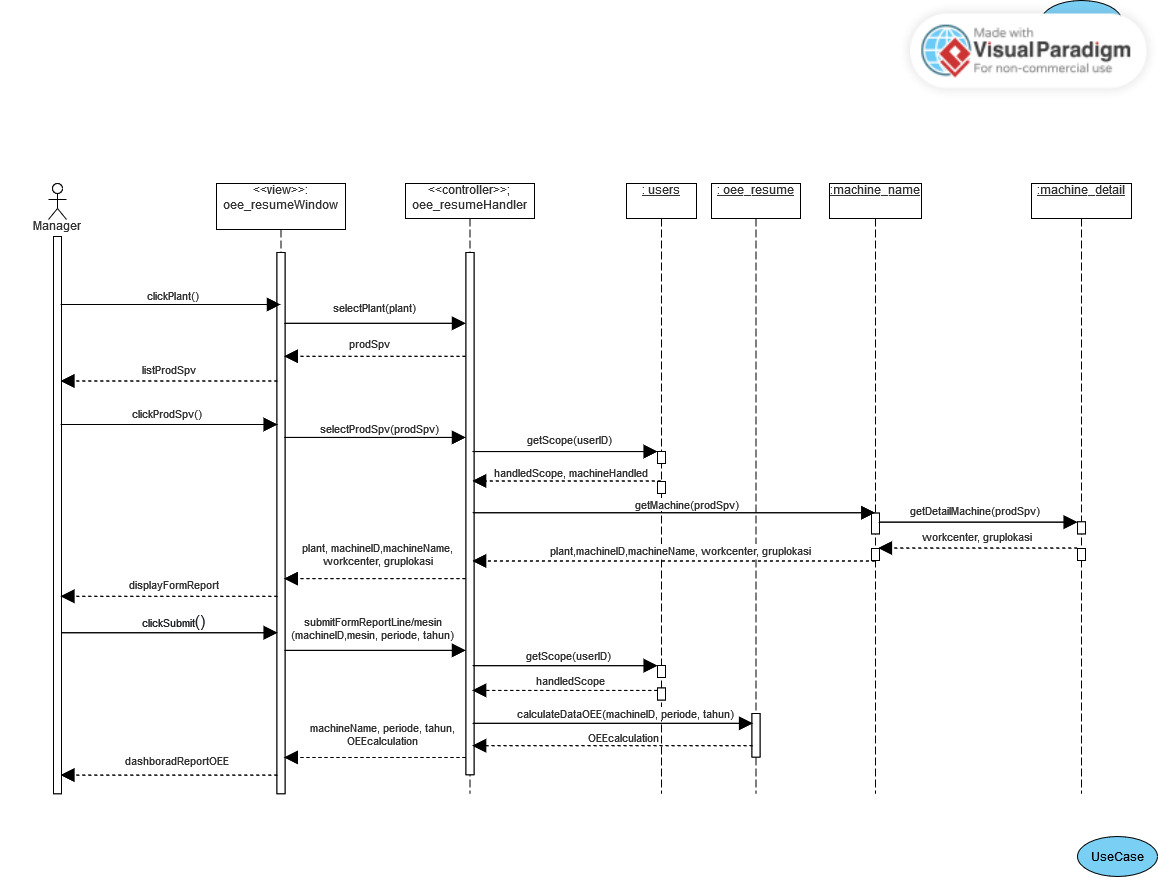 Made with
VisualParadigm
For non-commercial use
Manager
<<view>>:
oee_resumeWindow
<<controller>>;
oee_resumeHandler
: users
: oee_resume
:machine_name
:machine_detail
clickPlant()
selectPlant(plant)
prodSpv
listProdSpv
clickProdSpv()
selectProdSpv(prodSpv)
getScope(userID)
handledScope, machineHandled
getMachine(prodSpv)
getDetailMachine(prodSpv)
workcenter, gruplokasi
plant,machineID,machineName, workcenter, gruplokasi
plant, machineID,machineName,
workcenter, gruplokasi
displayFormReport
clickSubmit()
submitFormReportLine/mesin
(machineID,mesin, periode, tahun)
getScope(userID)
handledScope
calculateDataOEE(machineID, periode, tahun)
OEEcalculation
machineName, periode, tahun,
OEEcalculation
dashboradReportOEE
UseCase